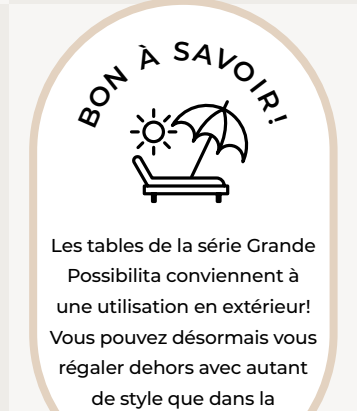 BON À SAVOIR!
Les tables de la série Grande
Possibilita conviennent à
une utilisation en extérieur!
Vous pouvez désormais vous
régaler dehors avec autant
de style que dans la